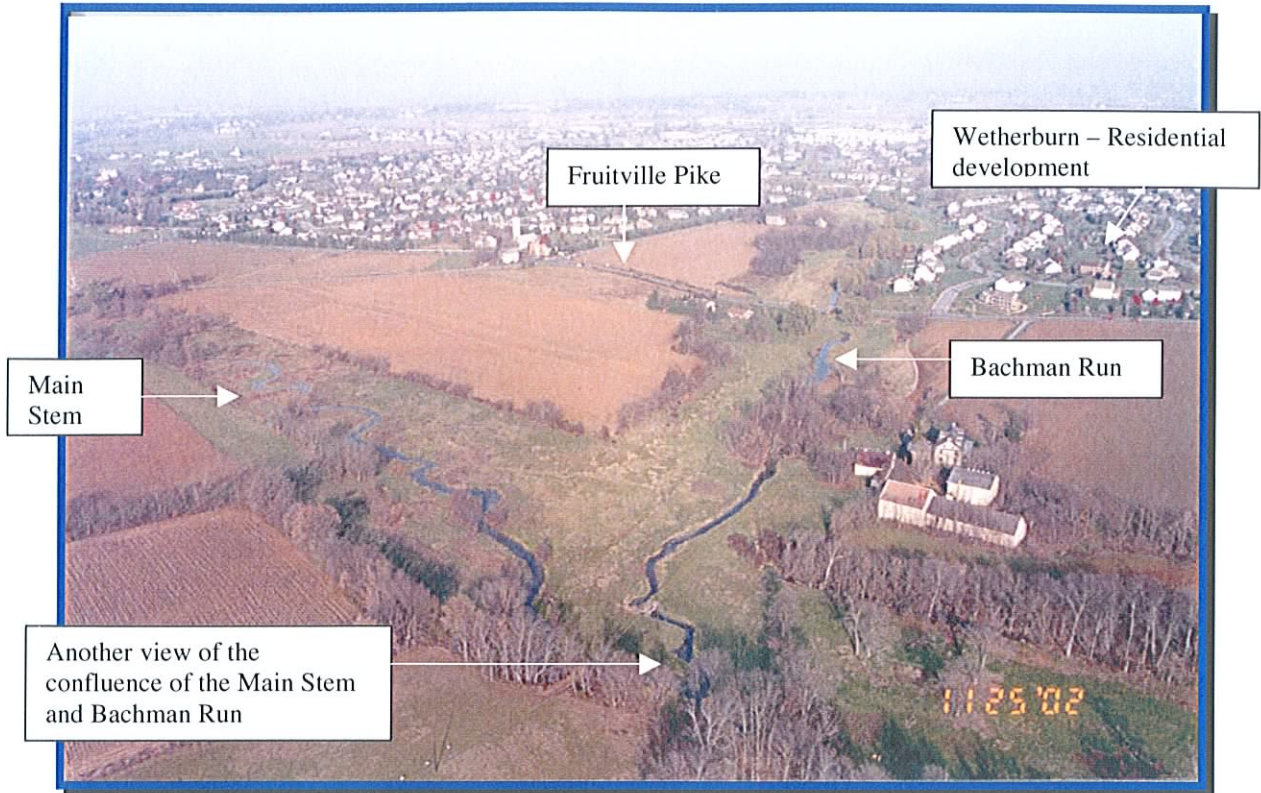 Wetherburn – Residential
development
Fruitville Pike
Bachman Run
Main
Stem
Another view of the
confluence of the Main Stem
and Bachman Run
11 25 '02